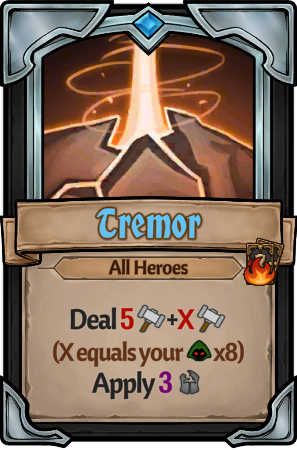 Tremor
All Heroes
Deal 5 +X
(X equals your x8)
Apply 3